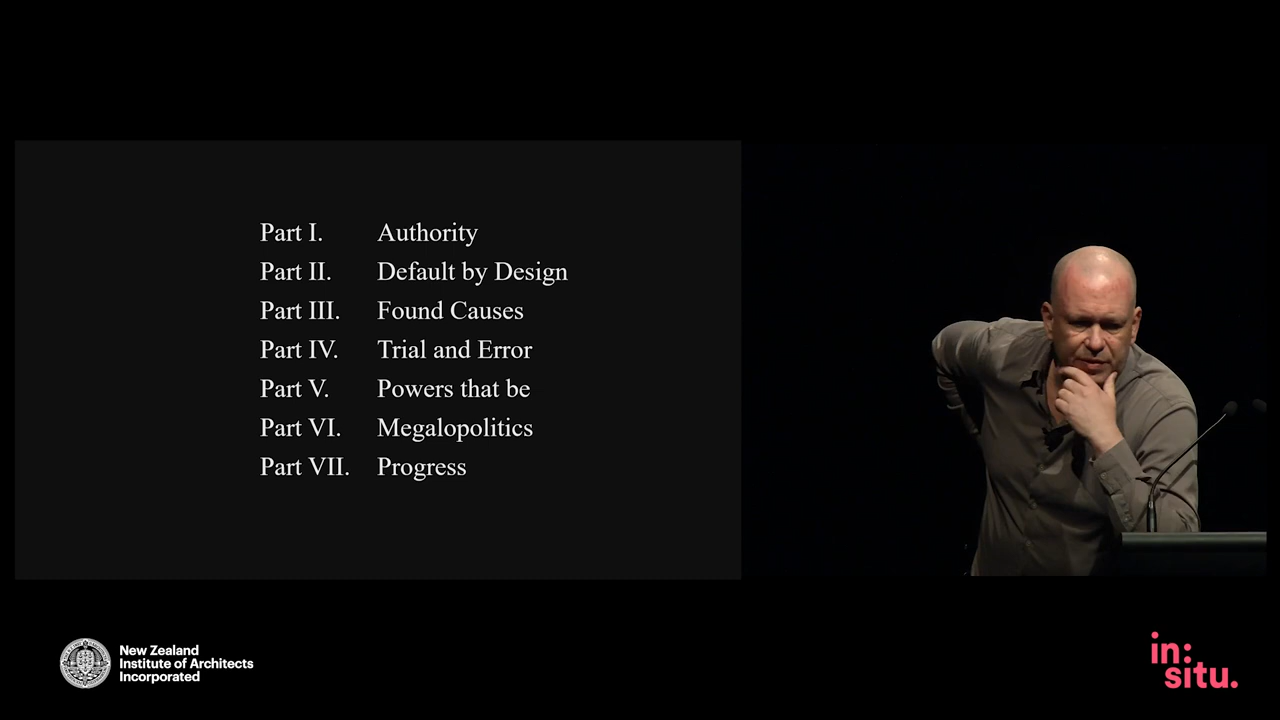 Part I. Authority
Part II. Default by Design
Part III. Found Causes
Part IV. Trial and Error
Part V. Powers that be
Part VI. Megalopolitics
Part VII. Progress
New Zealand
Institute of Architects
Incorporated
in:
situ.